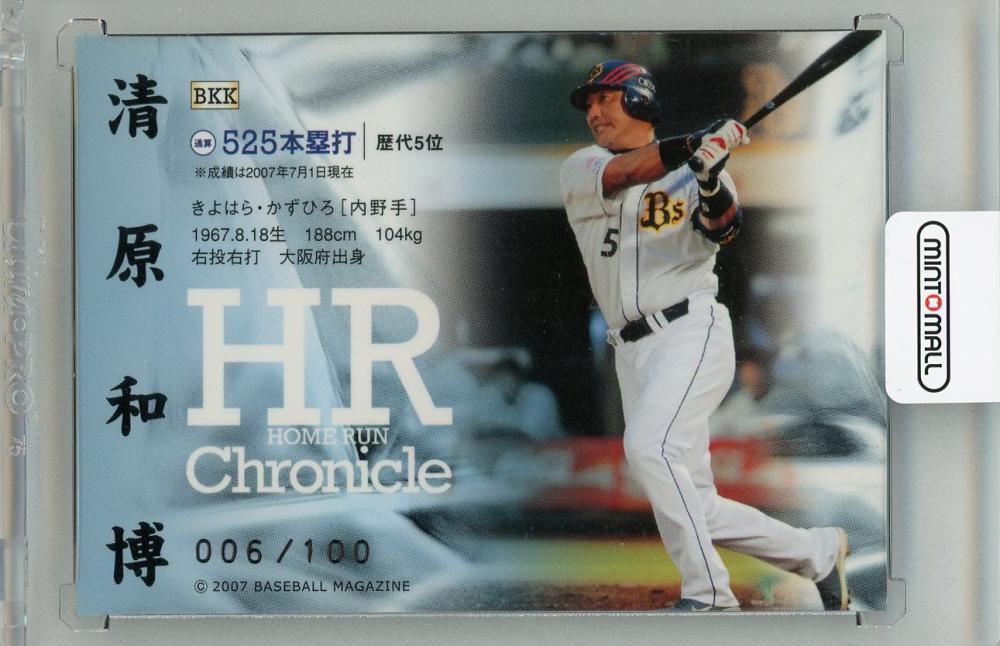 清原和博
BKK
通算 525本塁打 歴代5位
※成績は2007年7月1日現在
きよはら・かずひろ［内野手］
1967.8.18生 188cm 104kg
右投右打 大阪府出身
HR
HOME RUN
Chronicle
006/100
© 2007 BASEBALL MAGAZINE
Bs
5
MINTOMALL